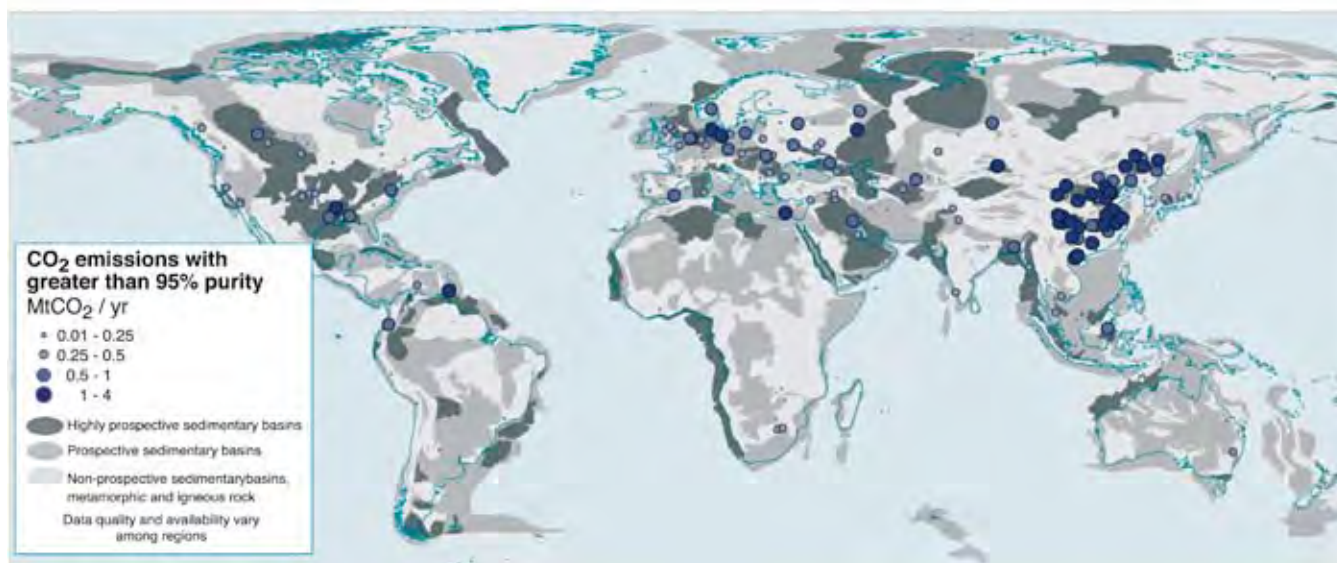 CO₂ emissions with
greater than 95% purity
MtCO₂ / yr
0.01 - 0.25
0.25 - 0.5
0.5 - 1
1 - 4
Highly prospective sedimentary basins
Prospective sedimentary basins
Non-prospective sedimentarybasins,
metamorphic and igneous rock
Data quality and availability vary
among regions